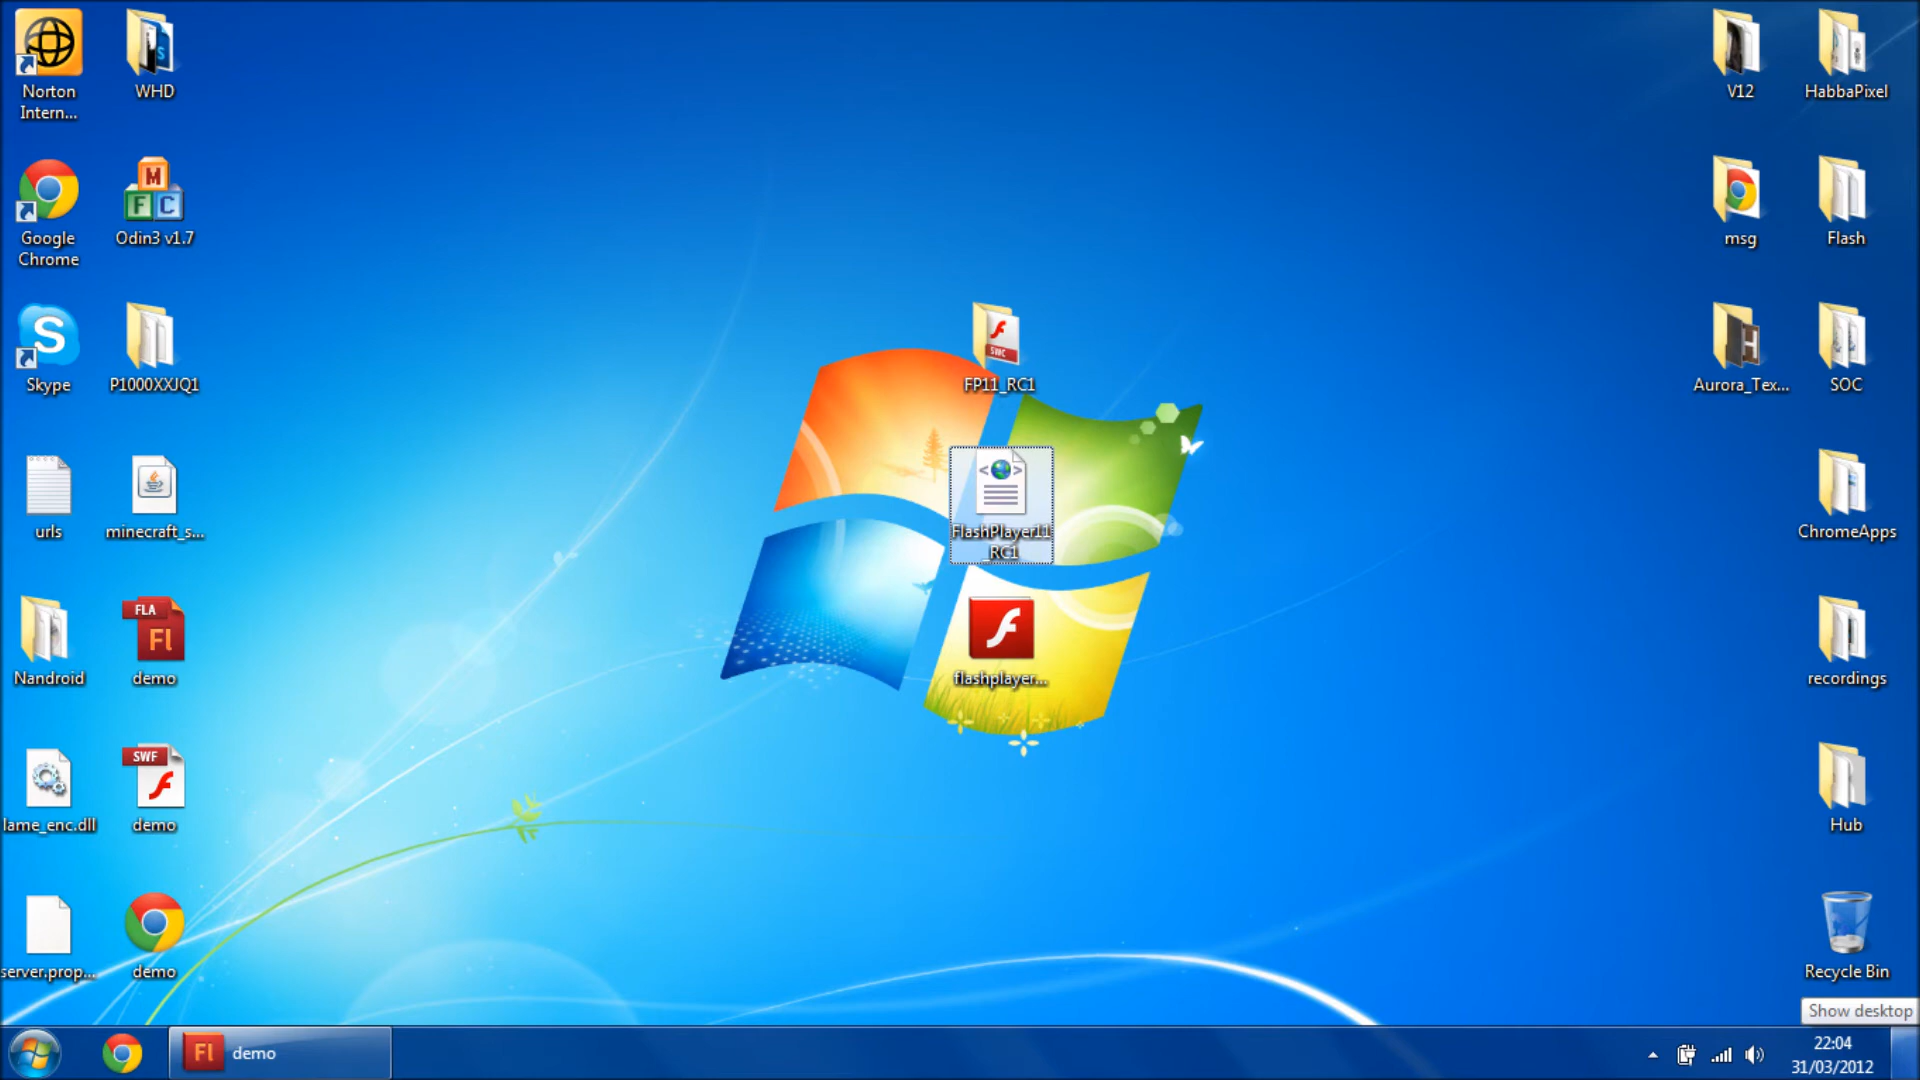 Norton
Intern...
WHD
V12
HabbaPixel
M
F C
Google
Chrome
Odin3 v1.7
msg
Flash
S
Skype
P1000XXJQ1
SWC
FP11_RC1
Aurora_Tex...
SOC
urls
minecraft_s...
FlashPlayer11
_RC1
ChromeApps
FLA
Fl
Nandroid
demo
flashplayer...
recordings
SWF
lame_enc.dll
demo
Hub
server.prop...
demo
Recycle Bin
Show desktop
Fl demo
22:04
31/03/2012